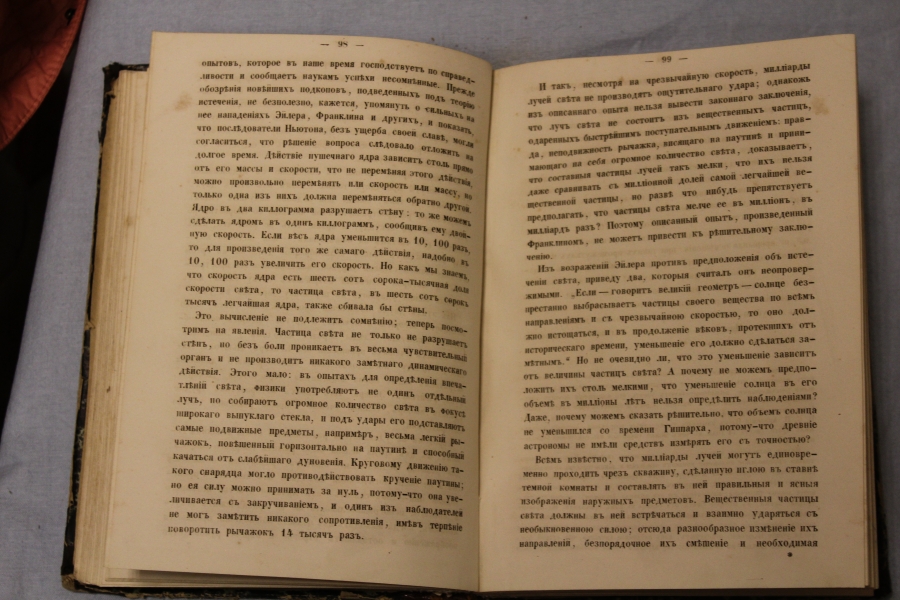 — 98 —
опытовъ, которое въ наше время господствуетъ по справед-
ливости и сообщаетъ наукамъ успѣхи несомнѣнные. Прежде
обозрѣнія новѣйшихъ подкоповъ, подведенныхъ подъ теорію
истеченія, не безполезно, кажется, упомянуть о сильныхъ на
нее нападеніяхъ Эйлера, Франклина и другихъ, и показать,
что послѣдователи Ньютона, безъ ущерба своей славѣ, могли
согласиться, что рѣшеніе вопроса слѣдовало отложить на
долгое время. Дѣйствіе пушечнаго ядра зависитъ столь прямо
отъ его массы и скорости, что не перемѣняя этого дѣйствія,
можно произвольно перемѣнять или скорость или массу, но
только одна изъ нихъ должна перемѣняться обратно другой.
Ядро въ два киллограмма разрушаетъ стѣну: то же можемъ
сдѣлать ядромъ въ одинъ киллограммъ, сообщивъ ему двой-
ную скорость. Если вѣсъ ядра уменьшится въ 10, 100 разъ,
то для произведенія того же самаго дѣйствія, надобно въ
10, 100 разъ увеличить его скорость. Но какъ мы знаемъ,
что скорость ядра есть шесть сотъ сорока-тысячная доля
скорости свѣта, то частица свѣта, въ шесть сотъ сорокъ
тысячъ легчайшая ядра, также сбивала бы стѣны.
Это вычисленіе не подлежитъ сомнѣнію; теперь посмо-
тримъ на явленія. Частица свѣта не только не разрушаетъ
стѣнъ, но безъ боли проникаетъ въ весьма чувствительный
органъ и не производитъ никакого замѣтнаго динамическаго
дѣйствія. Этого мало: въ опытахъ для опредѣленія впеча-
тлѣній свѣта, физики употребляютъ не одинъ отдѣльный
лучъ, но собираютъ огромное количество свѣта въ фокусѣ
широкаго выпуклаго стекла, и подъ удары его подставляютъ
самые подвижные предметы, напримѣръ, весьма легкій ры-
чажокъ, повѣшенный горизонтально на паутинѣ и способный
качаться отъ слабѣйшаго дуновенія. Круговому движенію та-
кого снарядца могло противодѣйствовать крученіе паутины;
но ея силу можно принимать за нуль, потому-что она уве-
личивается съ закручиваніемъ, и одинъ изъ наблюдателей
не могъ замѣтить никакого сопротивленія, имѣвъ терпѣніе
поворотить рычажокъ 14 тысячъ разъ.
— 99 —
И такъ, несмотря на чрезвычайную скорость, милліарды
лучей свѣта не производятъ ощутительнаго удара; однакожъ
изъ описаннаго опыта нельзя вывести законнаго заключенія,
что лучъ свѣта не состоитъ изъ вещественныхъ частицъ,
одаренныхъ быстрѣйшимъ поступательнымъ движеніемъ: прав-
да, неподвижность рычажка, висящаго на паутинѣ и прини-
мающаго на себя огромное количество свѣта, доказываетъ,
что составныя частицы лучей такъ мелки, что ихъ нельзя
даже сравнивать съ милліонной долей самой легчайшей ве-
щественной частицы, но развѣ что нибудь препятствуетъ
предполагать, что частицы свѣта мелче ее въ милліонъ, въ
милліардъ разъ? Поэтому описанный опытъ, произведенный
Франклиномъ, не можетъ привести къ рѣшительному заклю-
ченію.
Изъ возраженій Эйлера противъ предположенія объ исте-
ченіи свѣта, приведу два, которыя считалъ онъ неопровер-
жимыми. „Если — говоритъ великій геометръ — солнце без-
престанно выбрасываетъ частицы своего вещества по всѣмъ
направленіямъ и съ чрезвычайною скоростью, то оно дол-
жно истощаться, и въ продолженіе вѣковъ, протекшихъ отъ
историческаго времени, уменьшеніе его должно сдѣлаться за-
мѣтнымъ.“ Но не очевидно ли, что это уменьшеніе зависитъ
отъ величины частицъ свѣта? А почему не можемъ предпо-
ложить ихъ столь мелкими, что уменьшеніе солнца въ его
объемѣ въ милліоны лѣтъ нельзя опредѣлить наблюденіями?
Даже, почему можемъ сказать рѣшительно, что объемъ солнца
не уменьшился со времени Гиппарха, потому-что древніе
астрономы не имѣли средствъ измѣрять его съ точностью?
Всѣмъ извѣстно, что милліарды лучей могутъ единовре-
менно проходить чрезъ скважину, сдѣланную иглою въ ставнѣ
темной комнаты и составлять въ ней правильныя и ясныя
изображенія наружныхъ предметовъ. Вещественныя частицы
свѣта должны въ ней встрѣчаться и взаимно ударяться съ
необыкновенною силою; отсюда разнообразное измѣненіе ихъ
направленій, безпорядочное ихъ смѣшеніе и необходимая
*